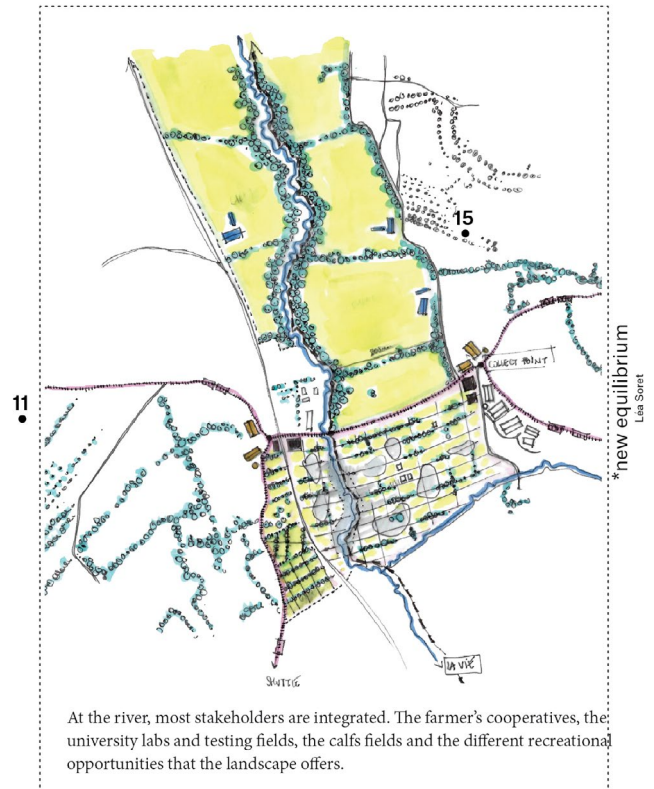 15
COLLECT POINT
11
*new equilibrium
Lea Soret
LA VIE
SHUTTLE
At the river, most stakeholders are integrated. The farmer's cooperatives, the
university labs and testing fields, the calfs fields and the different recreational
opportunities that the landscape offers.